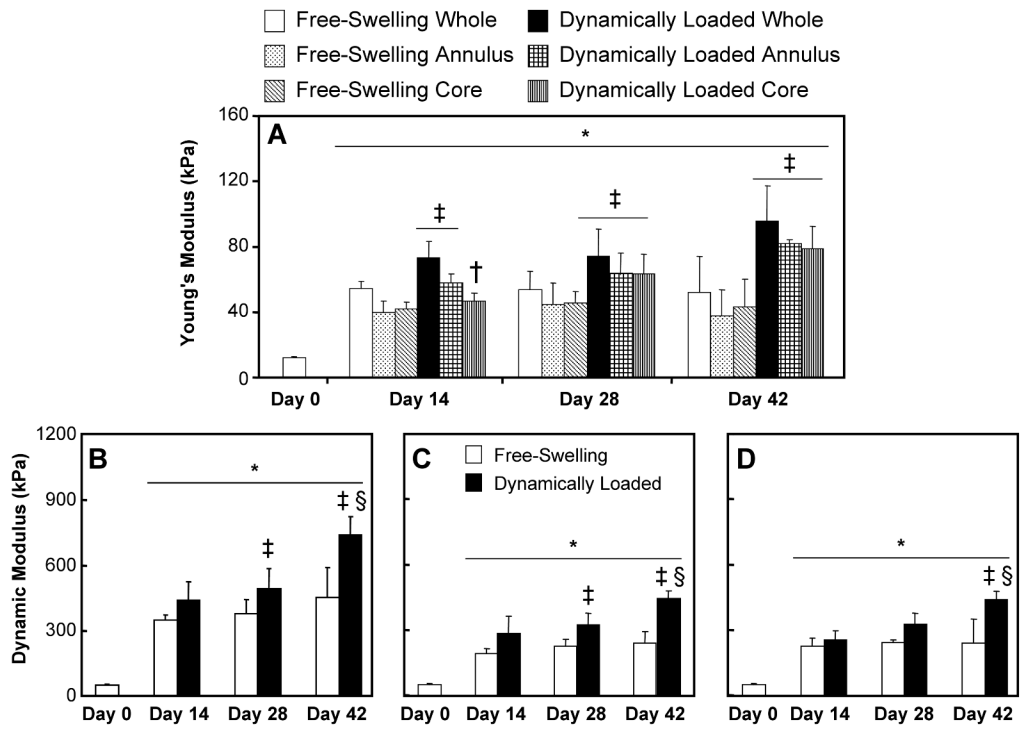 Free-Swelling Whole
Dynamically Loaded Whole
Free-Swelling Annulus
Dynamically Loaded Annulus
Free-Swelling Core
Dynamically Loaded Core
A
Young's Modulus (kPa)
160
120
80
40
0
*
‡
†
‡
‡
Day 0 Day 14 Day 28 Day 42
B
Dynamic Modulus (kPa)
1200
900
600
300
0
*
‡
‡ §
Day 0 Day 14 Day 28 Day 42
C
Free-Swelling
Dynamically Loaded
*
‡
‡ §
Day 0 Day 14 Day 28 Day 42
D
*
‡ §
Day 0 Day 14 Day 28 Day 42